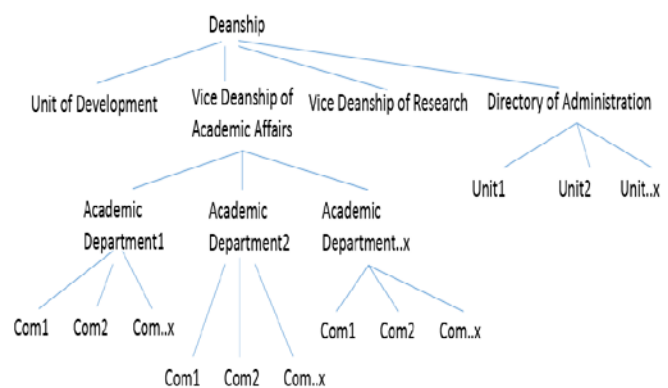 Deanship
Unit of Development
Vice Deanship of
Academic Affairs
Vice Deanship of Research
Directory of Administration
Unit1
Unit2
Unit..x
Academic
Department1
Academic
Department2
Academic
Department..x
Com1
Com2
Com..x
Com1
Com2
Com..x
Com1
Com2
Com..x